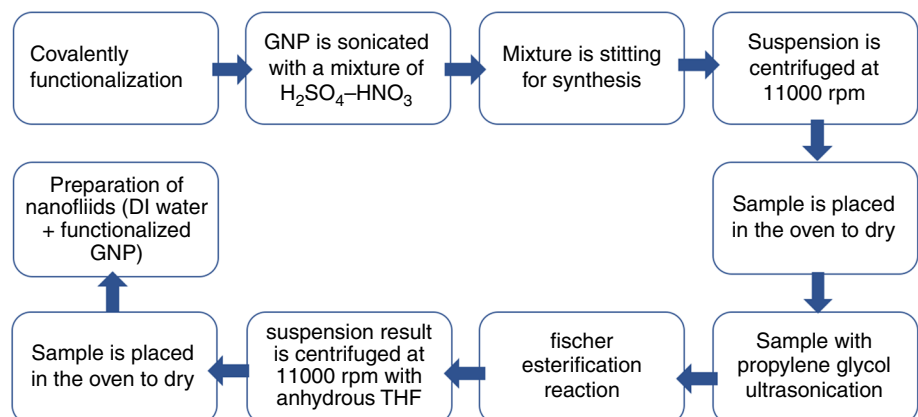 Covalently
functionalization
GNP is sonicated
with a mixture of
H₂SO₄–HNO₃
Mixture is stitting
for synthesis
Suspension is
centrifuged at
11000 rpm
Sample is placed
in the oven to dry
Sample with
propylene glycol
ultrasonication
fischer
esterification
reaction
suspension result
is centrifuged at
11000 rpm with
anhydrous THF
Sample is placed
in the oven to dry
Preparation of
nanofliids (DI water
+ functionalized
GNP)